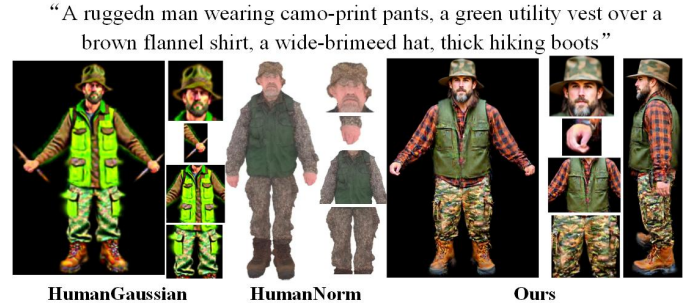 “A ruggedn man wearing camo-print pants, a green utility vest over a
brown flannel shirt, a wide-brimeed hat, thick hiking boots”
HumanGaussian HumanNorm Ours